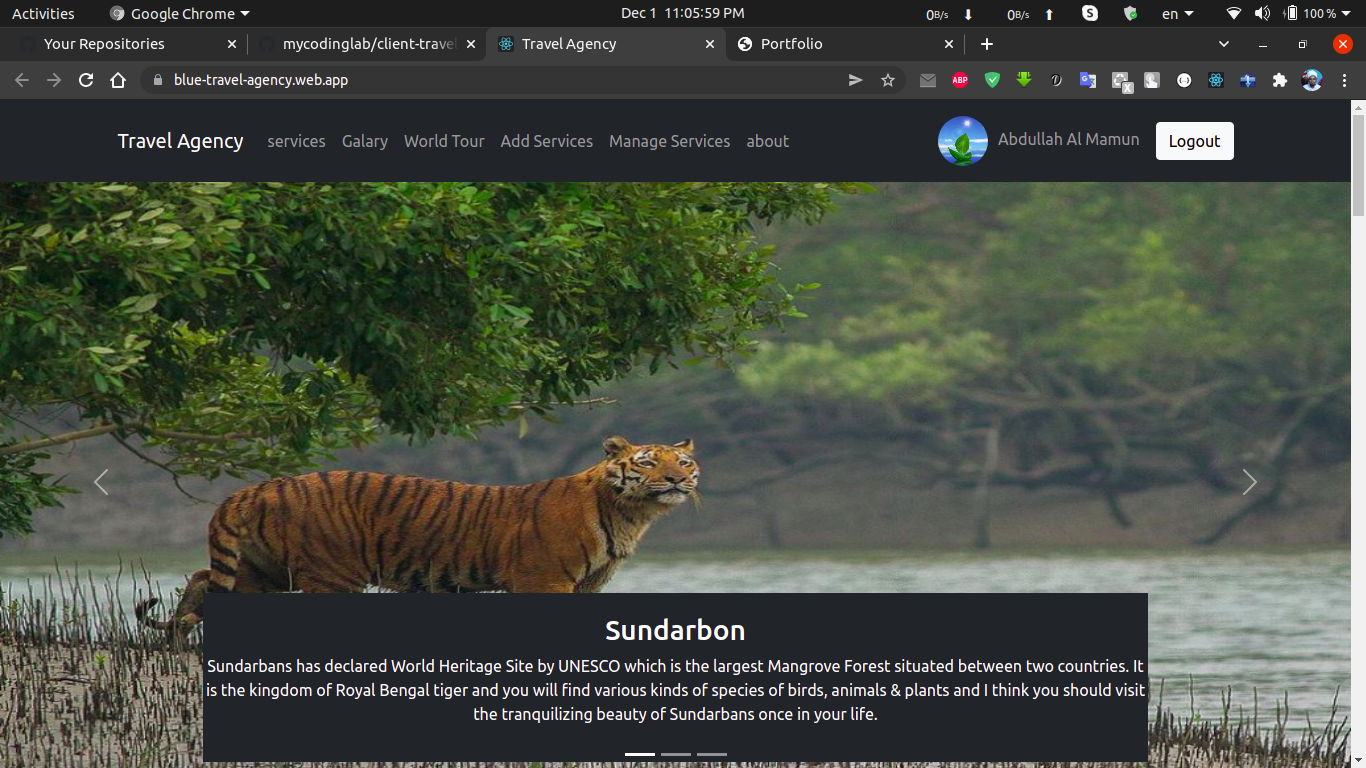 Activities Google Chrome Dec 1 11:05:59 PM 0B/s 0B/s en 100 %
Your Repositories mycodinglab/client-travel Travel Agency Portfolio
blue-travel-agency.web.app ABP
Travel Agency services Galary World Tour Add Services Manage Services about Abdullah Al Mamun Logout
Sundarbon
Sundarbans has declared World Heritage Site by UNESCO which is the largest Mangrove Forest situated between two countries. It
is the kingdom of Royal Bengal tiger and you will find various kinds of species of birds, animals & plants and I think you should visit
the tranquilizing beauty of Sundarbans once in your life.